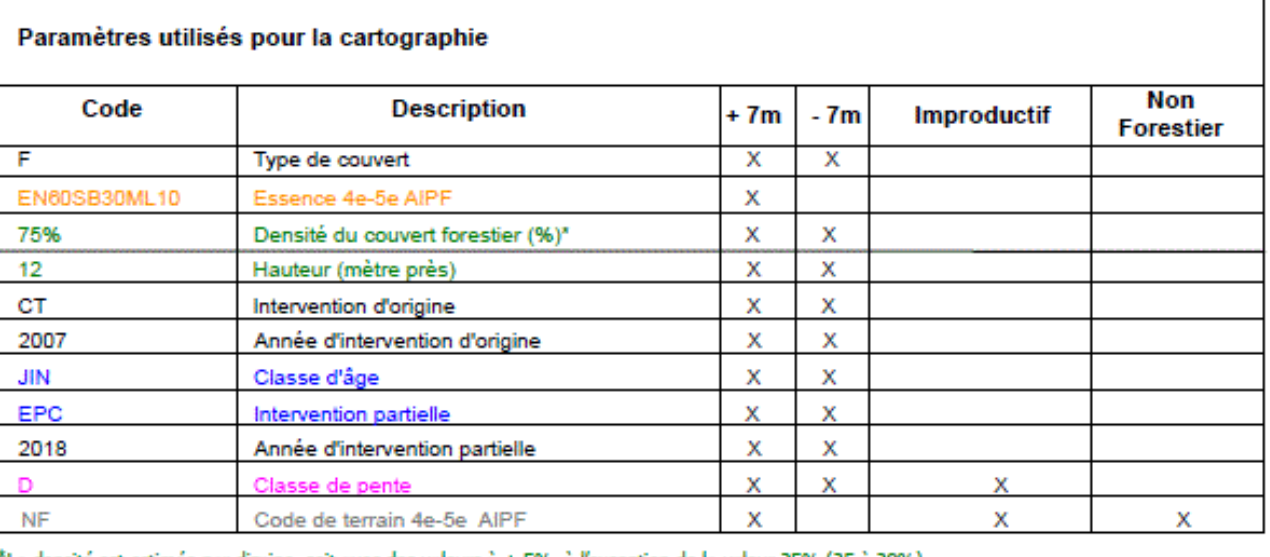 Paramètres utilisés pour la cartographie
Code Description + 7m - 7m Improductif Non Forestier
F Type de couvert X X
EN60SB30ML10 Essence 4e-5e AIPF X
75% Densité du couvert forestier (%)* X X
12 Hauteur (mètre près) X X
CT Intervention d'origine X X
2007 Année d'intervention d'origine X X
JIN Classe d'âge X X
EPC Intervention partielle X X
2018 Année d'intervention partielle X X
D Classe de pente X X X
NF Code de terrain 4e-5e AIPF X X X